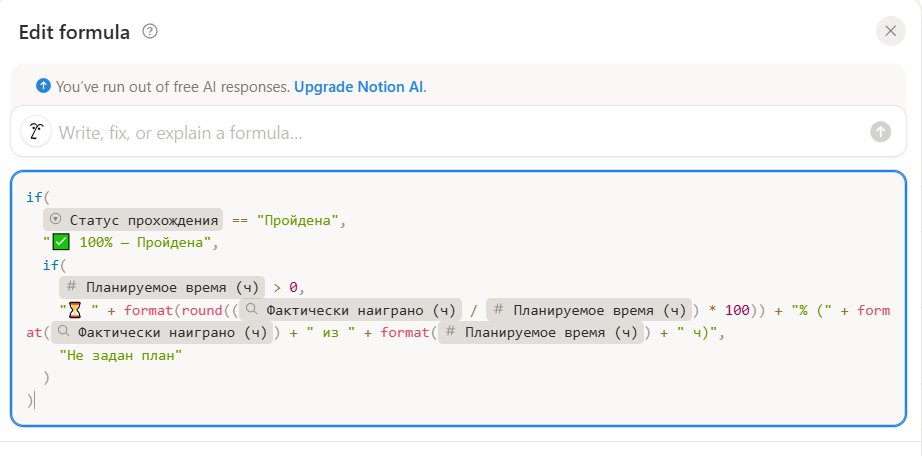 Edit formula
You’ve run out of free AI responses. Upgrade Notion AI.
Write, fix, or explain a formula...
if(
Статус прохождения == "Пройдена",
"✅ 100% — Пройдена",
if(
# Планируемое время (ч) > 0,
"⏳ " + format(round((Фактически наиграно (ч) / # Планируемое время (ч)) * 100)) + "% (" + form
at(Фактически наиграно (ч)) + " из " + format(# Планируемое время (ч)) + " ч)",
"Не задан план"
)
)